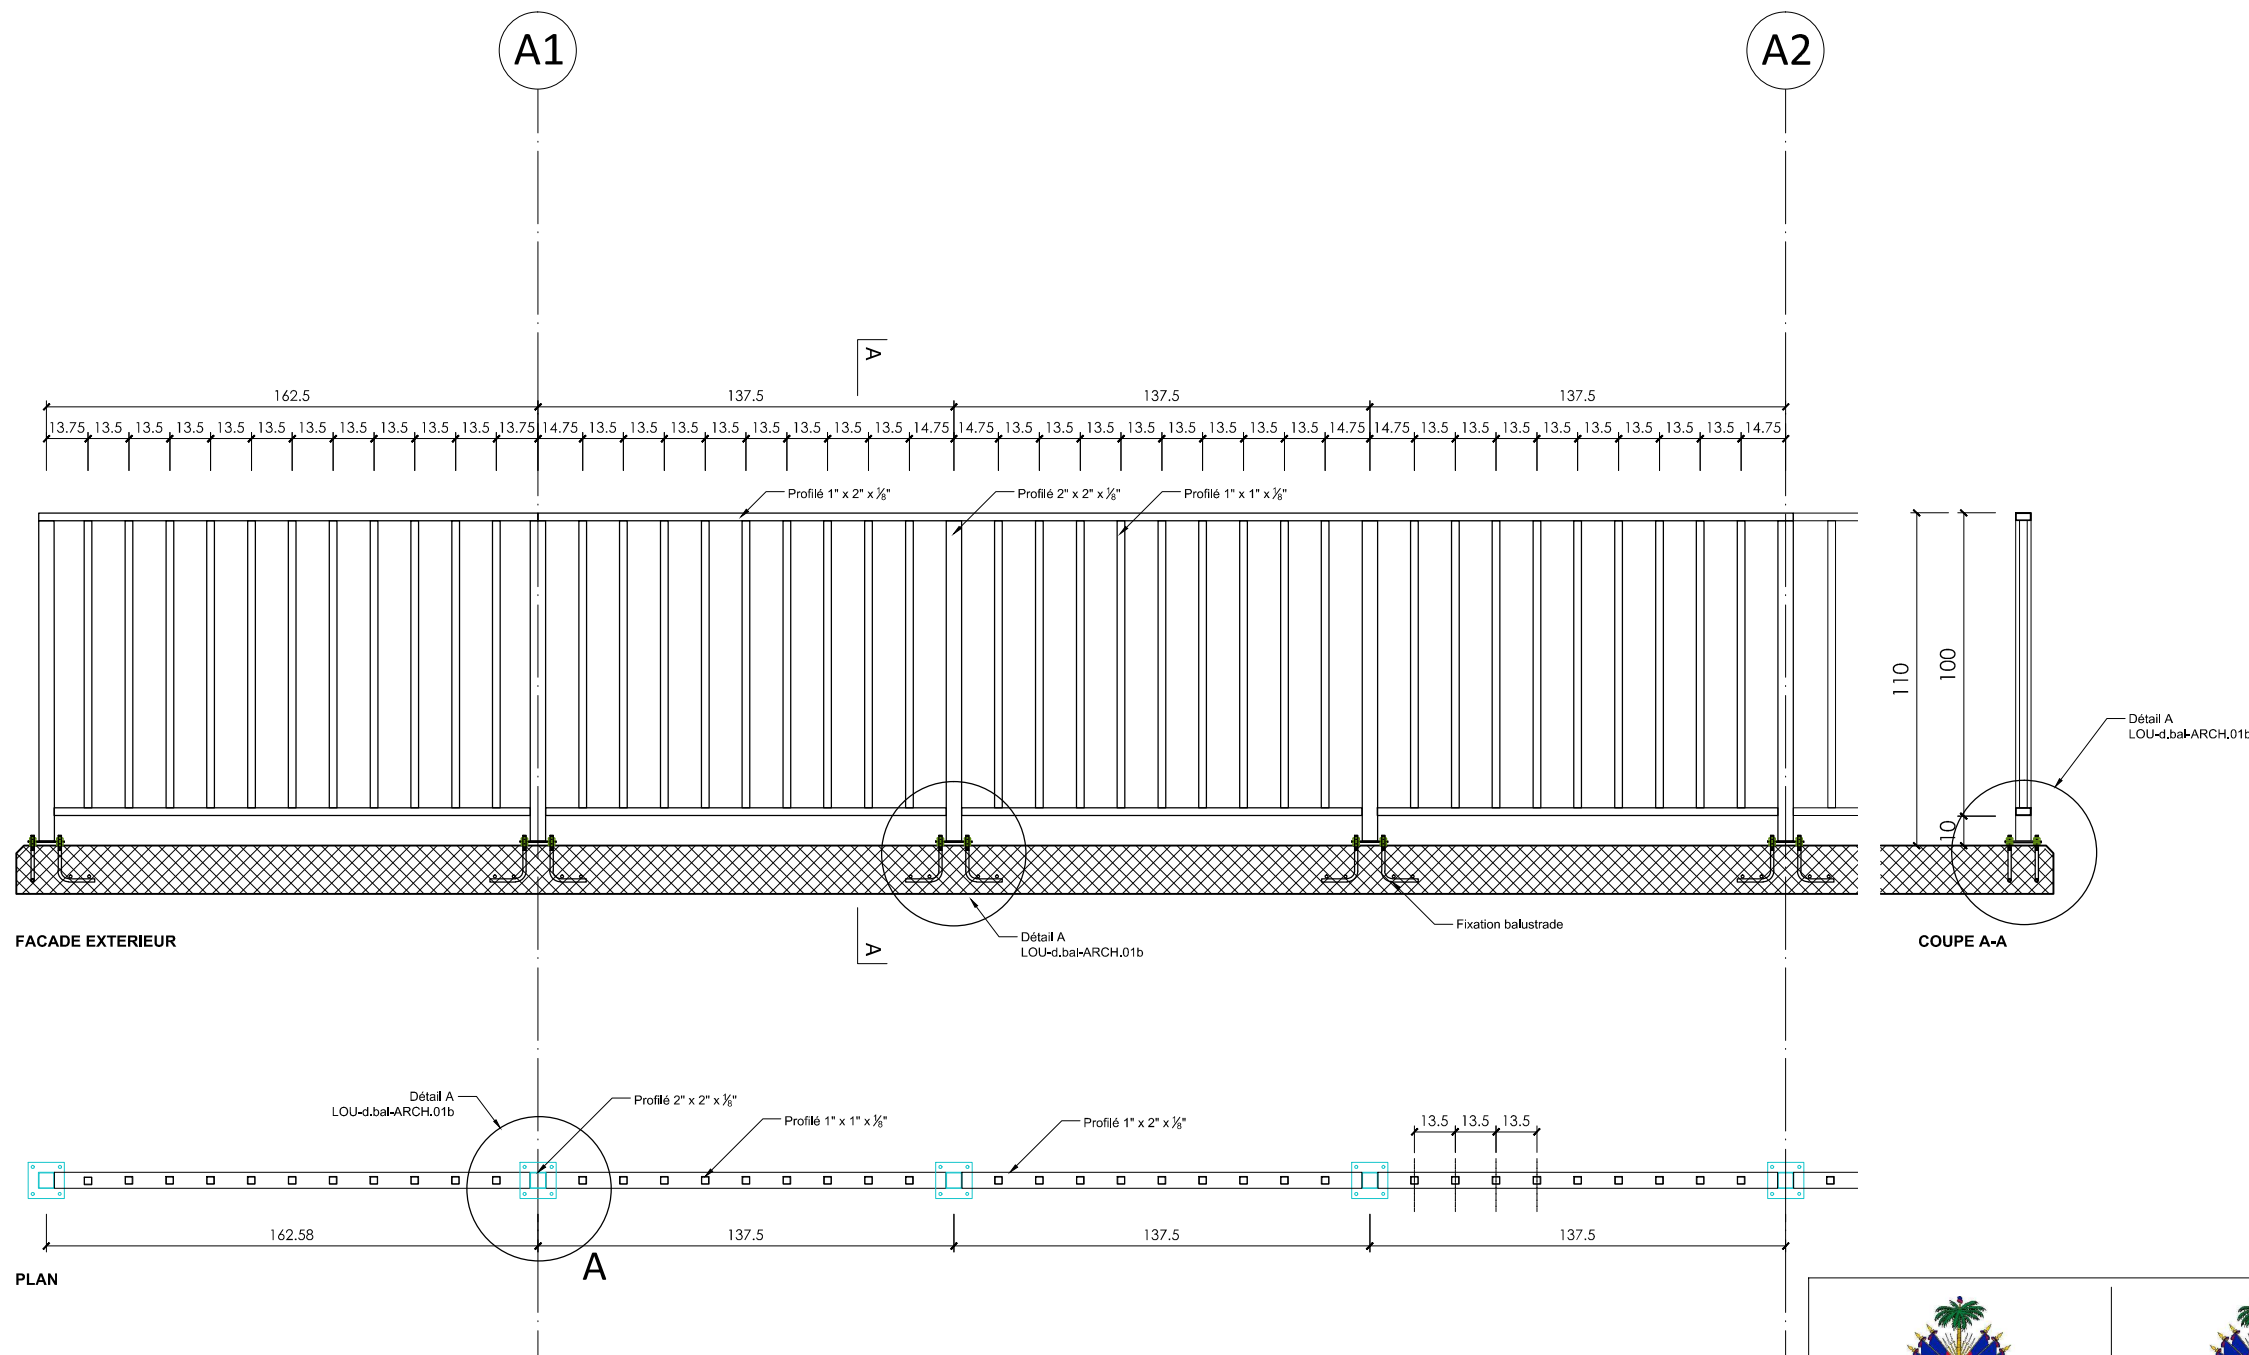 A1
A2
A
162.5
137.5
137.5
137.5
13.75 13.5 13.5 13.5 13.5 13.5 13.5 13.5 13.5 13.5 13.5 13.75 14.75 13.5 13.5 13.5 13.5 13.5 13.5 13.5 13.5 14.75 14.75 13.5 13.5 13.5 13.5 13.5 13.5 13.5 13.5 14.75 14.75 13.5 13.5 13.5 13.5 13.5 13.5 13.5 13.5 14.75
Profilé 1" x 2" x ⅛"
Profilé 2" x 2" x ⅛"
Profilé 1" x 1" x ⅛"
110
100
10
Détail A
LOU-d.bal-ARCH.01b
Fixation balustrade
Détail A
LOU-d.bal-ARCH.01b
A
FACADE EXTERIEUR
COUPE A-A
Détail A
LOU-d.bal-ARCH.01b
Profilé 2" x 2" x ⅛"
Profilé 1" x 1" x ⅛"
Profilé 1" x 2" x ⅛"
13.5 13.5 13.5
162.58
137.5
137.5
137.5
A
PLAN